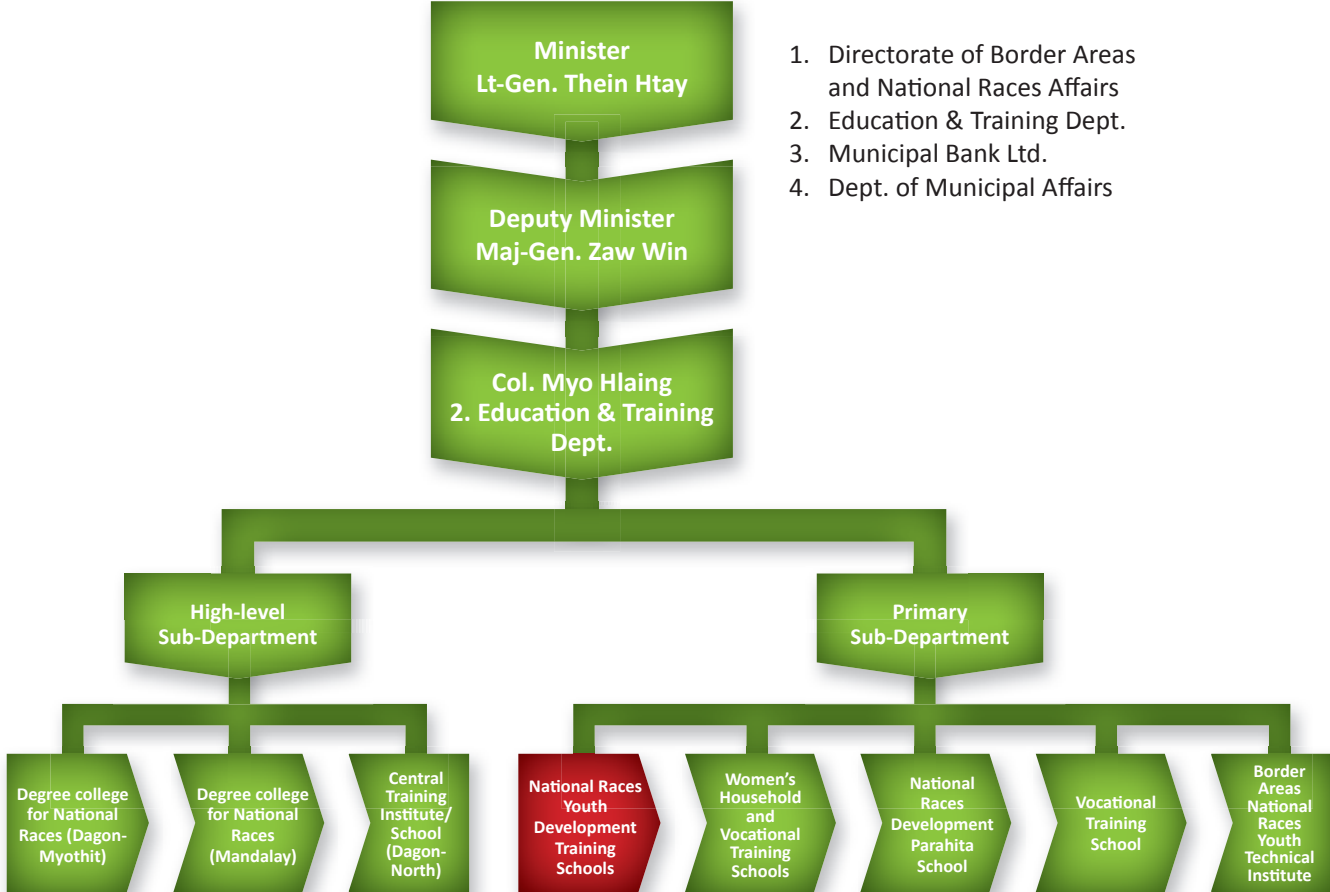 Minister
Lt-Gen. Thein Htay
1. Directorate of Border Areas
and National Races Affairs
2. Education & Training Dept.
3. Municipal Bank Ltd.
4. Dept. of Municipal Affairs
Deputy Minister
Maj-Gen. Zaw Win
Col. Myo Hlaing
2. Education & Training
Dept.
High-level
Sub-Department
Primary
Sub-Department
Degree college
for National
Races (Dagon-
Myothit)
Degree college
for National
Races
(Mandalay)
Central
Training
Institute/
School
(Dagon-
North)
National Races
Youth
Development
Training
Schools
Women's
Household
and
Vocational
Training
Schools
National
Races
Development
Parahita
School
Vocational
Training
School
Border
Areas
National
Races
Youth
Technical
Institute